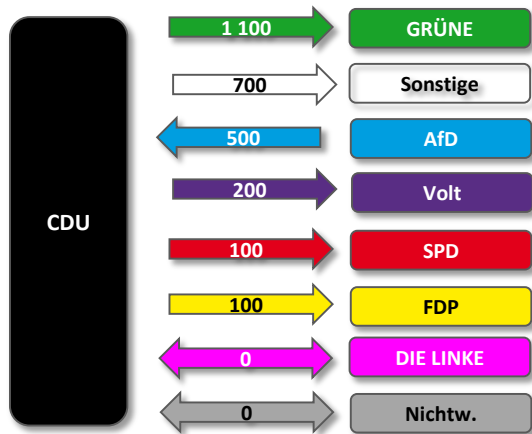 1 100 GRÜNE
700 Sonstige
500 AfD
200 Volt
CDU
100 SPD
100 FDP
0 DIE LINKE
0 Nichtw.